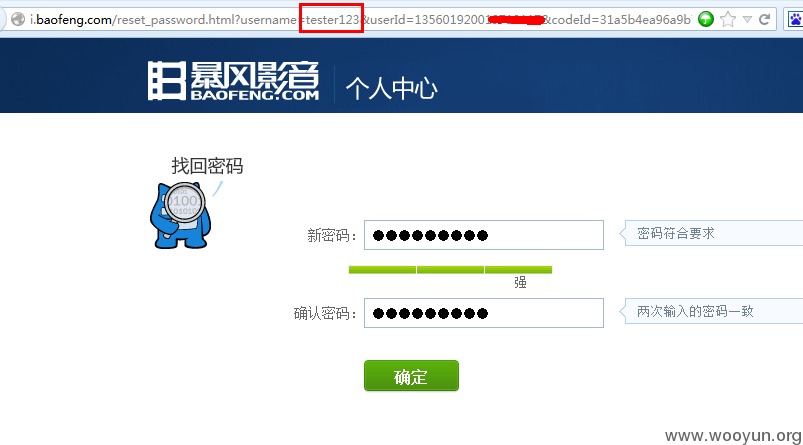 i.baofeng.com/reset_password.html?username=tester123&userId=13560192001 &codeId=31a5b4ea96a9b
暴风影音
BAOFENG.COM
个人中心
找回密码
新密码： 密码符合要求
强
确认密码： 两次输入的密码一致
确定
www.wooyun.org